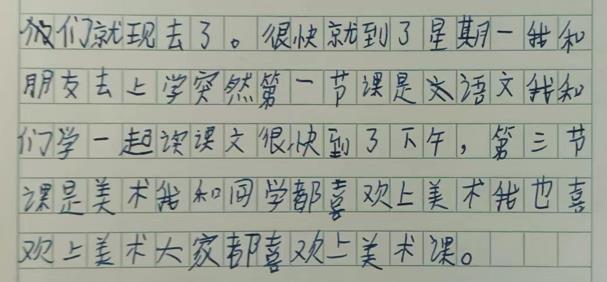 他们就现去了。很快就到了星期一我和
朋友去上学突然第一节课是语文我和
们学一起读课文很快到了下午，第三节
课是美术我和同学都喜欢上美术我也喜
欢上美术大家都喜欢上美术课。